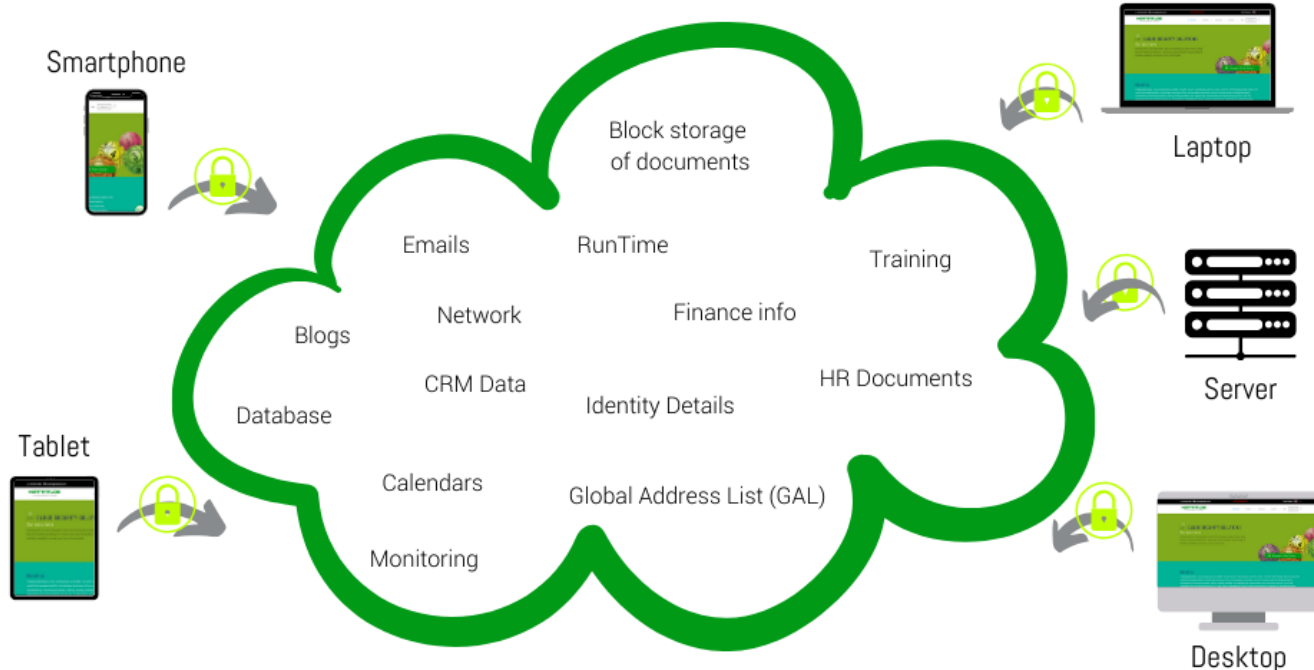 Smartphone
Laptop
Block storage
of documents
Emails
RunTime
Training
Network
Finance info
Blogs
CRM Data
HR Documents
Identity Details
Database
Server
Tablet
Calendars
Global Address List (GAL)
Monitoring
Desktop